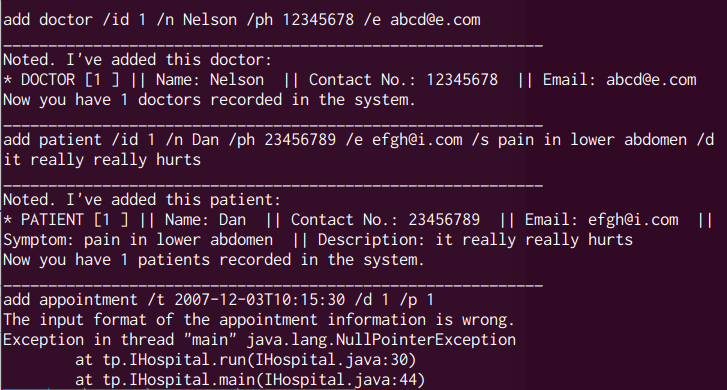 add doctor /id 1 /n Nelson /ph 12345678 /e abcd@e.com
____________________________________________________________
Noted. I've added this doctor:
* DOCTOR [1 ] || Name: Nelson  || Contact No.: 12345678  || Email: abcd@e.com
Now you have 1 doctors recorded in the system.
____________________________________________________________
add patient /id 1 /n Dan /ph 23456789 /e efgh@i.com /s pain in lower abdomen /d
it really really hurts
____________________________________________________________
Noted. I've added this patient:
* PATIENT [1 ] || Name: Dan  || Contact No.: 23456789  || Email: efgh@i.com  ||
Symptom: pain in lower abdomen  || Description: it really really hurts
Now you have 1 patients recorded in the system.
____________________________________________________________
add appointment /t 2007-12-03T10:15:30 /d 1 /p 1
The input format of the appointment information is wrong.
Exception in thread "main" java.lang.NullPointerException
        at tp.IHospital.run(IHospital.java:30)
        at tp.IHospital.main(IHospital.java:44)